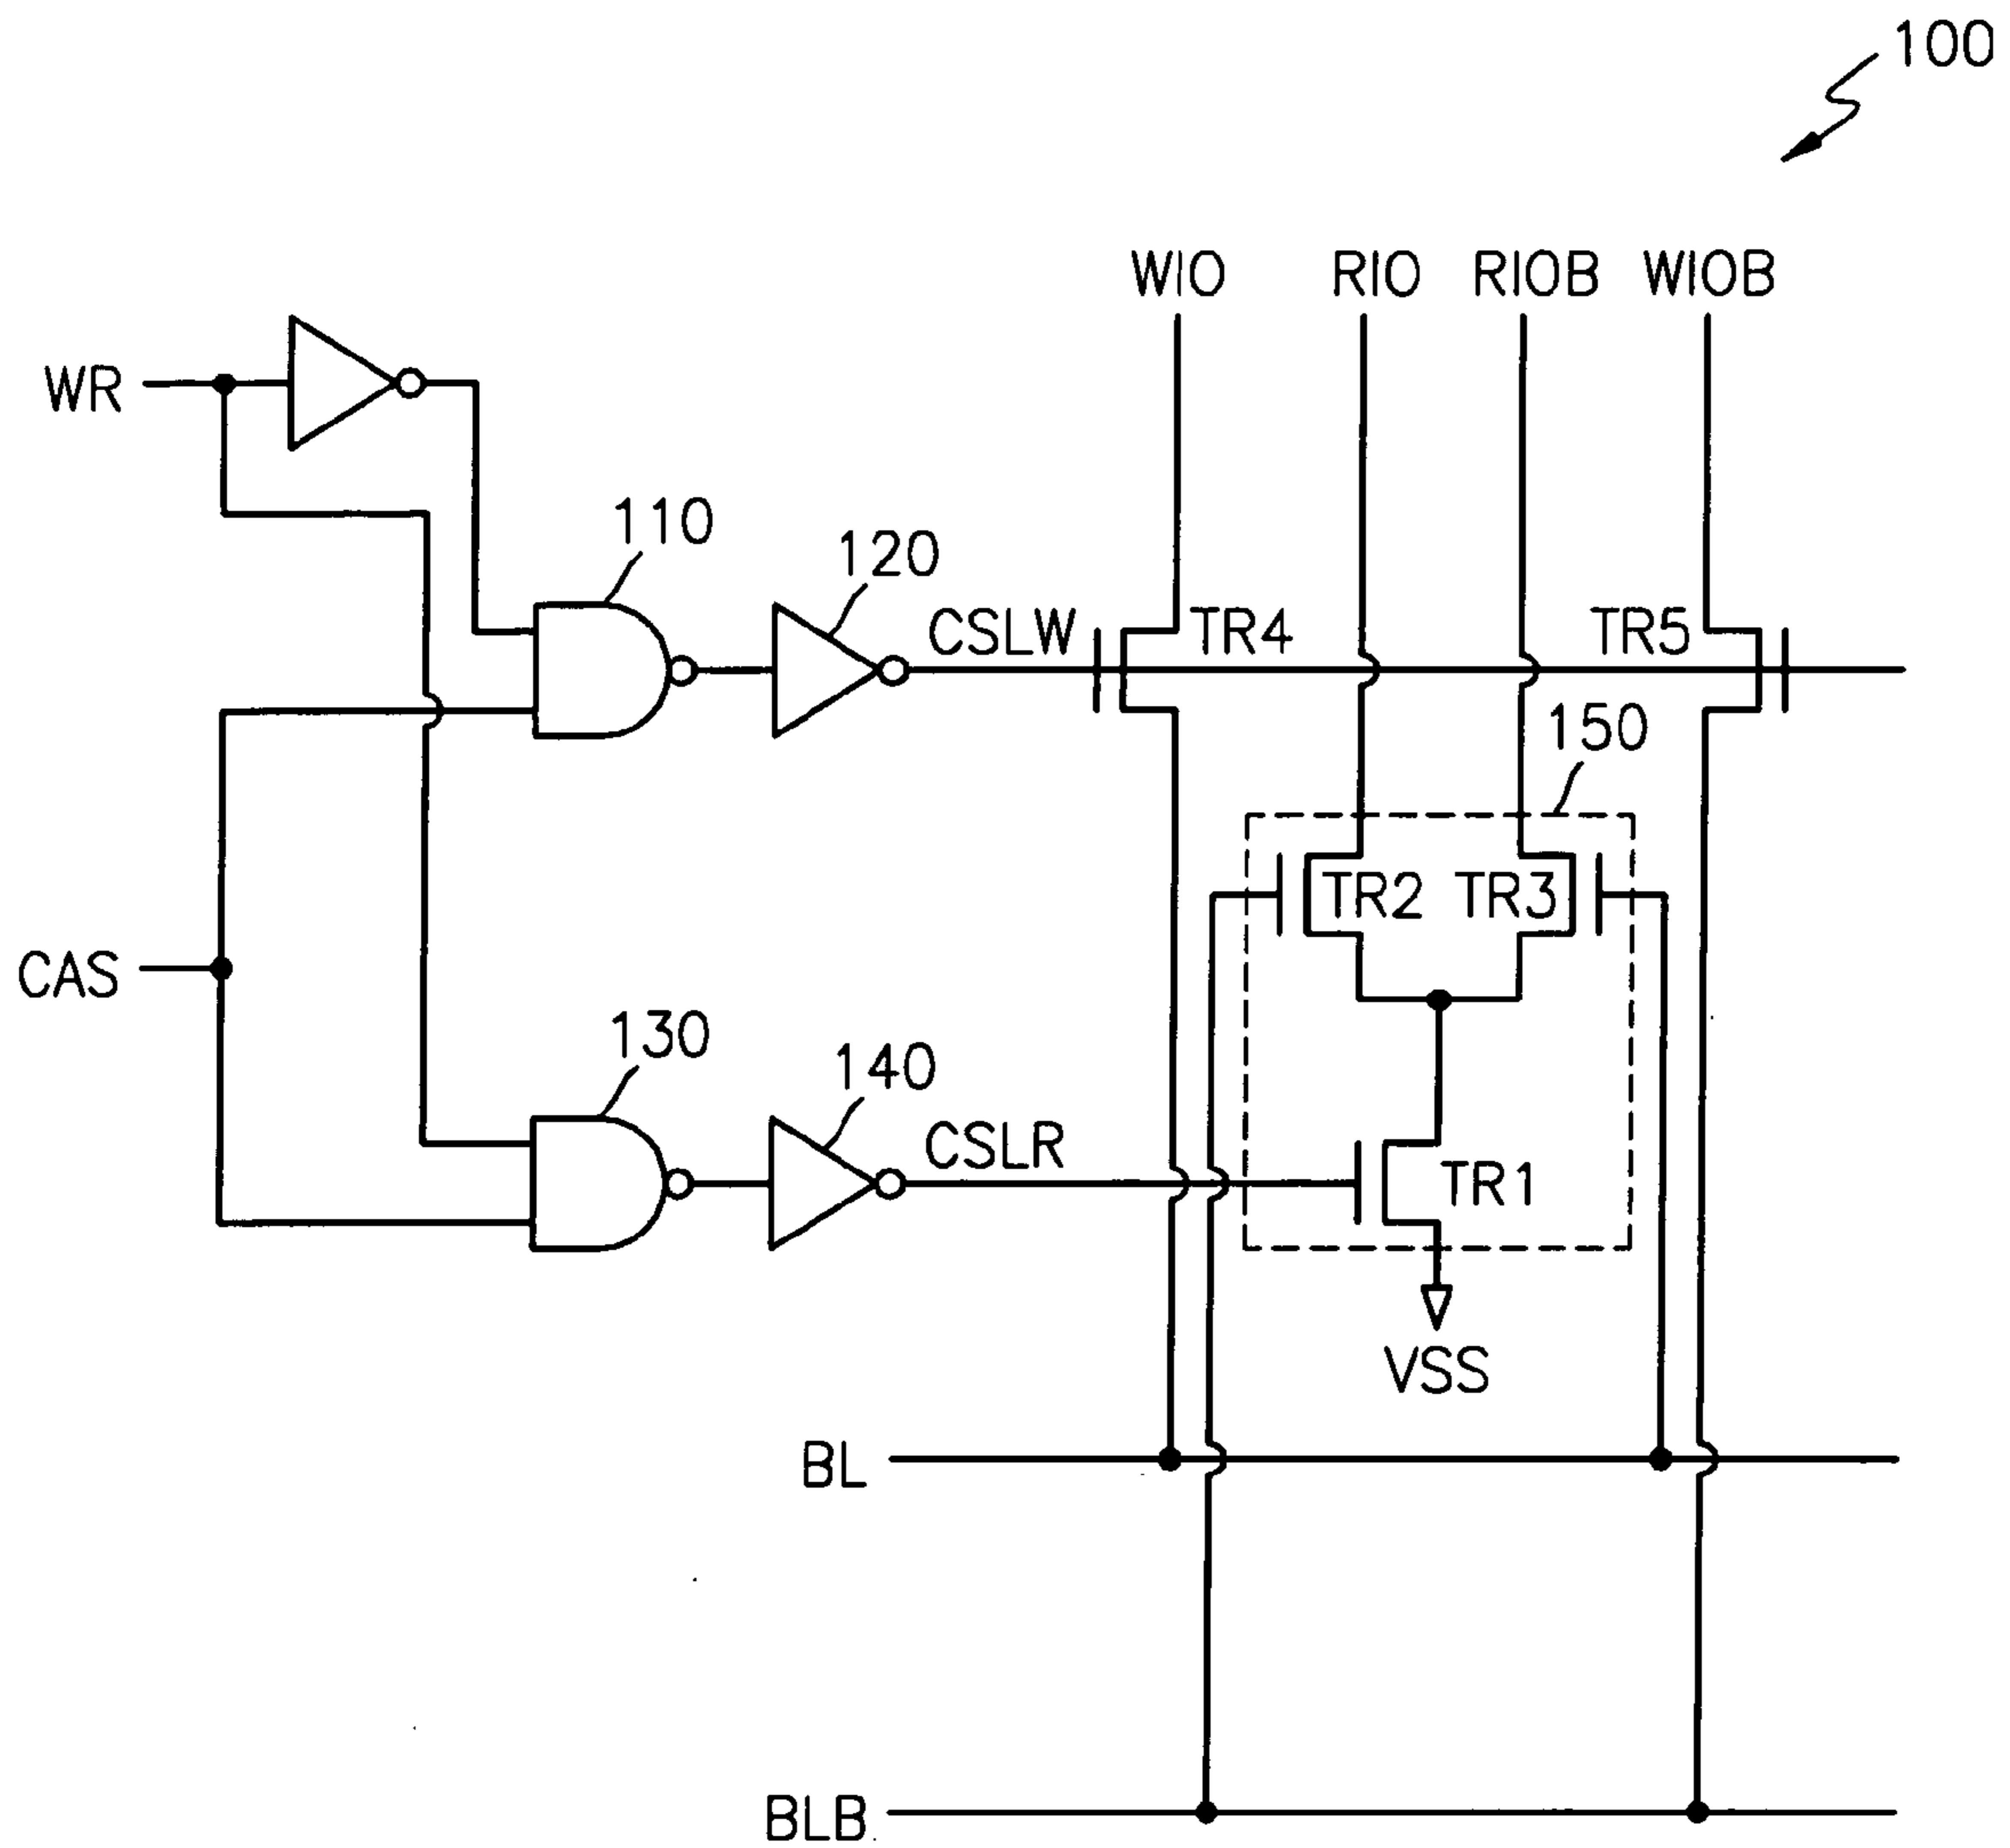 100
WIO RIO RIOB WIOB
WR
110
120
CSLW
TR4
TR5
150
TR2 TR3
CAS
130
140
CSLR
TR1
VSS
BL
BLB